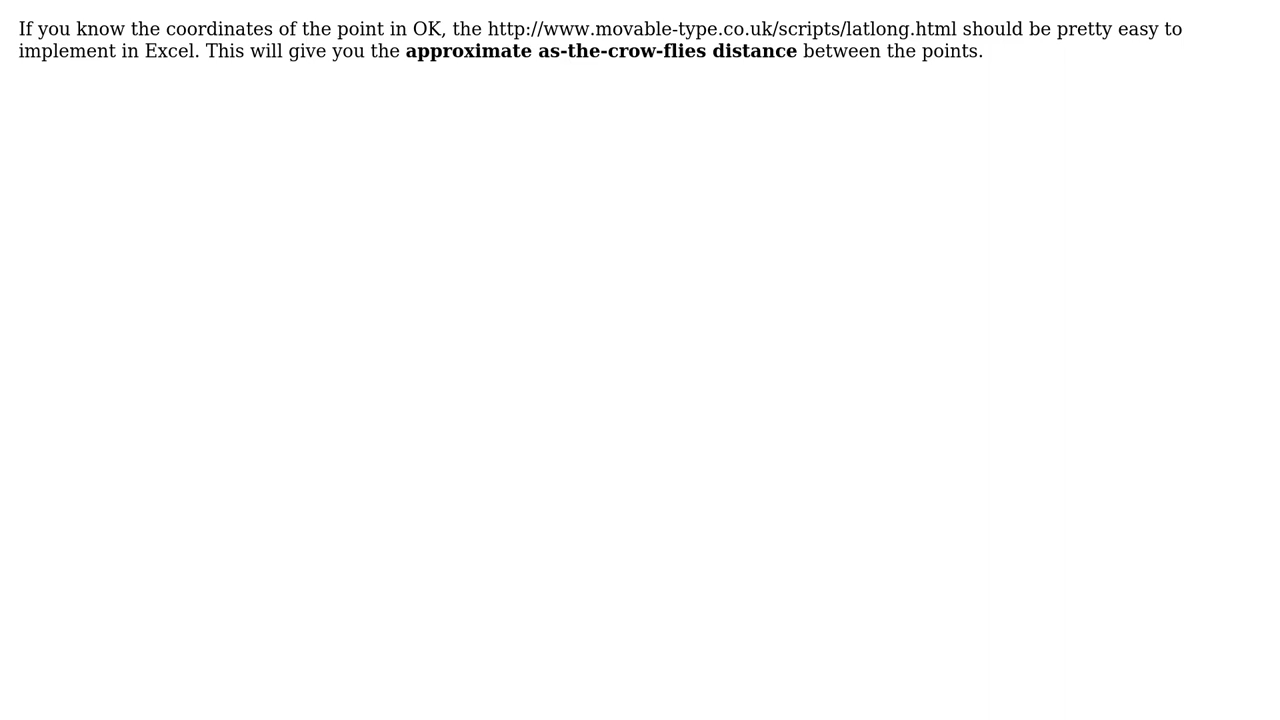 If you know the coordinates of the point in OK, the http://www.movable-type.co.uk/scripts/latlong.html should be pretty easy to
implement in Excel. This will give you the approximate as-the-crow-flies distance between the points.